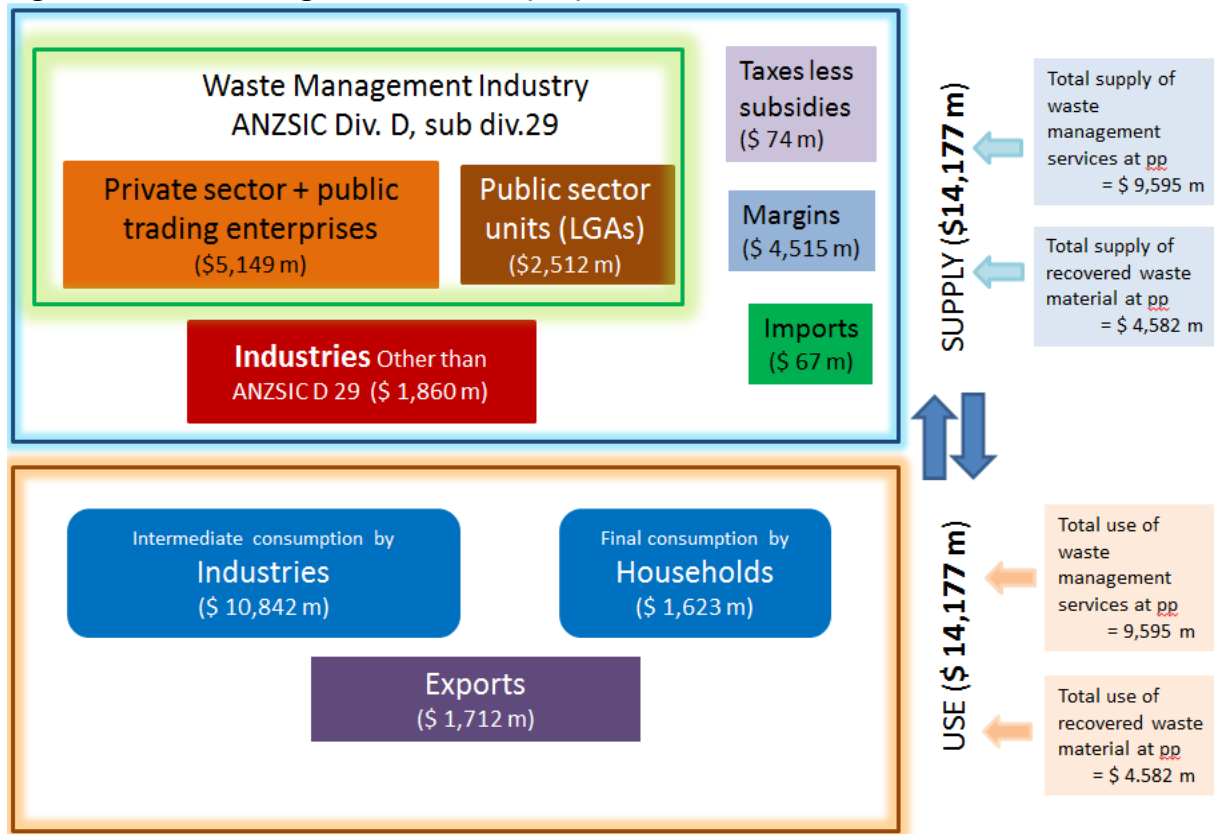 Waste Management Industry
ANZSIC Div. D, sub div.29
Private sector + public
trading enterprises
($5,149 m)
Public sector
units (LGAs)
($2,512 m)
Industries Other than
ANZSIC D 29 ($ 1,860 m)
Taxes less
subsidies
($ 74 m)
Margins
($ 4,515 m)
Imports
($ 67 m)
SUPPLY ($14,177 m)
Total supply of
waste
management
services at pp
= $ 9,595 m
Total supply of
recovered waste
material at pp
= $ 4,582 m
Intermediate consumption by
Industries
($ 10,842 m)
Final consumption by
Households
($ 1,623 m)
Exports
($ 1,712 m)
USE ($ 14,177 m)
Total use of
waste
management
services at pp
= 9,595 m
Total use of
recovered waste
material at pp
= $ 4.582 m